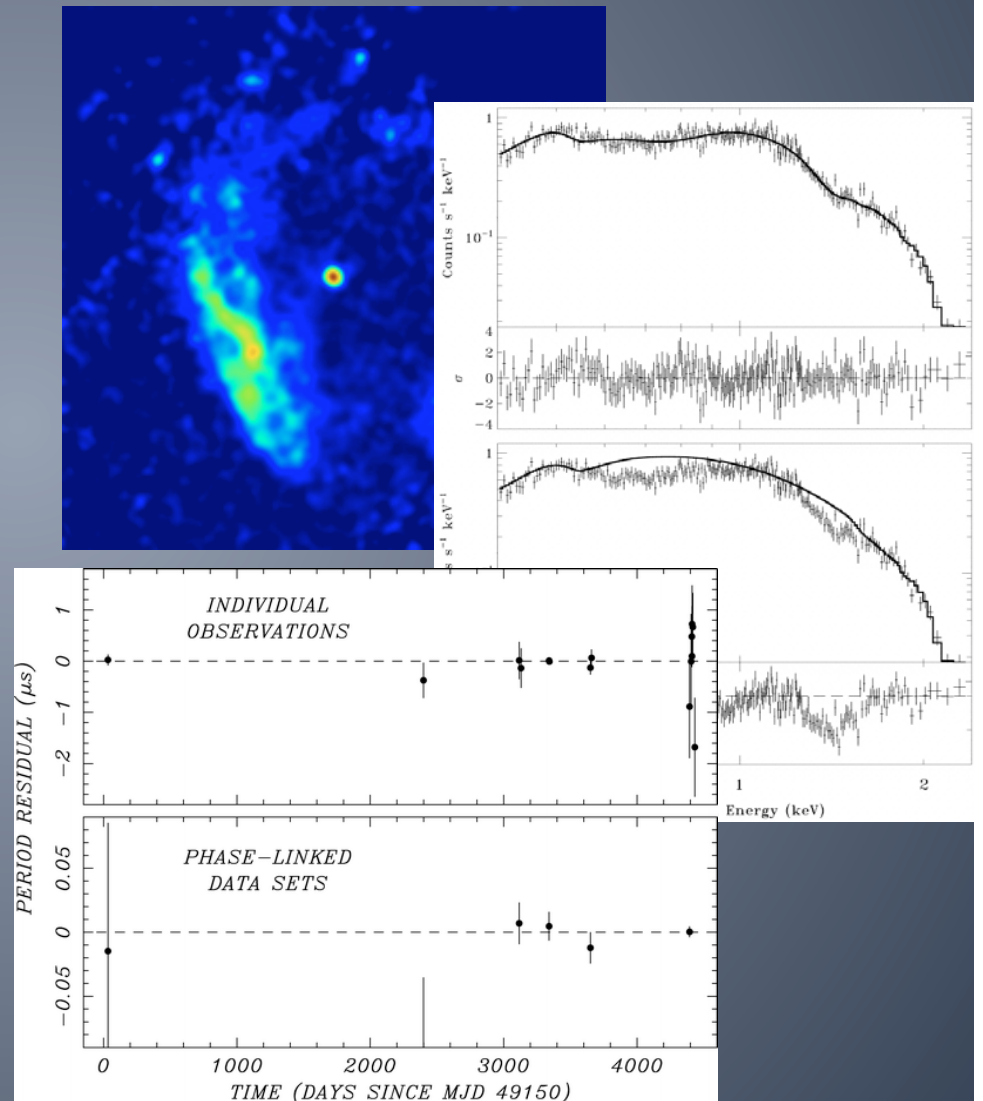 1
10⁻¹
Counts s⁻¹ keV⁻¹
4
2
0
−2
−4
σ
1
s s⁻¹ keV⁻¹
1 2
Energy (keV)
INDIVIDUAL
OBSERVATIONS
1
0
−1
−2
PERIOD RESIDUAL (μs)
PHASE−LINKED
DATA SETS
0.05
0
−0.05
0 1000 2000 3000 4000
TIME (DAYS SINCE MJD 49150)